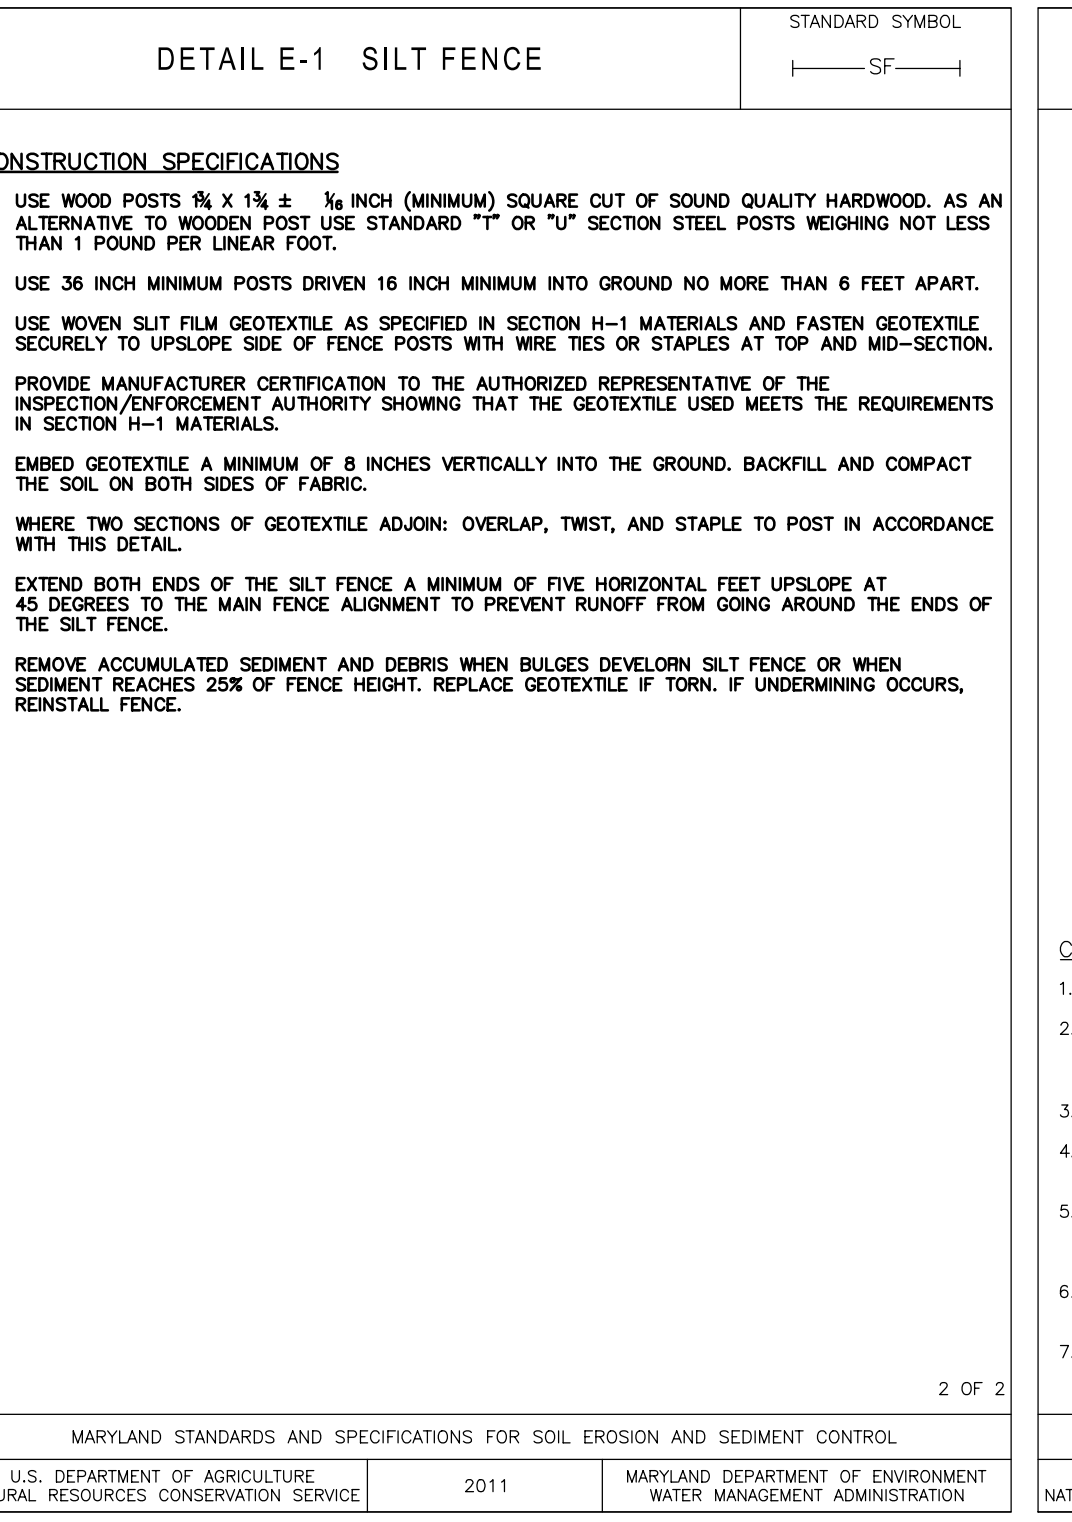 DETAIL E-1 SILT FENCE
STANDARD SYMBOL
SF
ONSTRUCTION SPECIFICATIONS
USE WOOD POSTS 1¾ X 1¾ ± 1⁄16 INCH (MINIMUM) SQUARE CUT OF SOUND QUALITY HARDWOOD. AS AN
ALTERNATIVE TO WOODEN POST USE STANDARD "T" OR "U" SECTION STEEL POSTS WEIGHING NOT LESS
THAN 1 POUND PER LINEAR FOOT.
USE 36 INCH MINIMUM POSTS DRIVEN 16 INCH MINIMUM INTO GROUND NO MORE THAN 6 FEET APART.
USE WOVEN SLIT FILM GEOTEXTILE AS SPECIFIED IN SECTION H-1 MATERIALS AND FASTEN GEOTEXTILE
SECURELY TO UPSLOPE SIDE OF FENCE POSTS WITH WIRE TIES OR STAPLES AT TOP AND MID-SECTION.
PROVIDE MANUFACTURER CERTIFICATION TO THE AUTHORIZED REPRESENTATIVE OF THE
INSPECTION/ENFORCEMENT AUTHORITY SHOWING THAT THE GEOTEXTILE USED MEETS THE REQUIREMENTS
IN SECTION H-1 MATERIALS.
EMBED GEOTEXTILE A MINIMUM OF 8 INCHES VERTICALLY INTO THE GROUND. BACKFILL AND COMPACT
THE SOIL ON BOTH SIDES OF FABRIC.
WHERE TWO SECTIONS OF GEOTEXTILE ADJOIN: OVERLAP, TWIST, AND STAPLE TO POST IN ACCORDANCE
WITH THIS DETAIL.
EXTEND BOTH ENDS OF THE SILT FENCE A MINIMUM OF FIVE HORIZONTAL FEET UPSLOPE AT
45 DEGREES TO THE MAIN FENCE ALIGNMENT TO PREVENT RUNOFF FROM GOING AROUND THE ENDS OF
THE SILT FENCE.
REMOVE ACCUMULATED SEDIMENT AND DEBRIS WHEN BULGES SILT FENCE OR WHEN
SEDIMENT REACHES 25% OF FENCE HEIGHT. REPLACE GEOTEXTILE IF TORN. IF UNDERMINING OCCURS,
REINSTALL FENCE.
2 OF 2
MARYLAND STANDARDS AND SPECIFICATIONS FOR SOIL EROSION AND SEDIMENT CONTROL
U.S. DEPARTMENT OF AGRICULTURE
URAL RESOURCES CONSERVATION SERVICE
2011
MARYLAND DEPARTMENT OF ENVIRONMENT
WATER MANAGEMENT ADMINISTRATION
C
1.
2.
3.
4.
5.
6.
7.
NAT